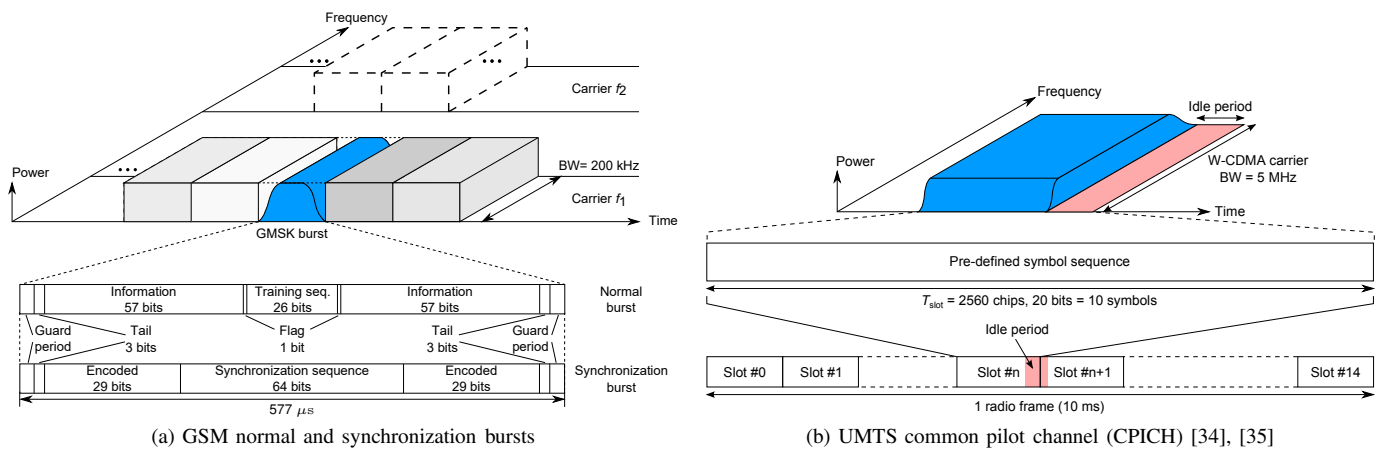 Frequency
...
...
Carrier f2
...
Power
BW= 200 kHz
Carrier f1
Time
GMSK burst
Information
57 bits
Training seq.
26 bits
Information
57 bits
Normal
burst
Guard
period
Tail
3 bits
Flag
1 bit
Tail
3 bits
Guard
period
Encoded
29 bits
Synchronization sequence
64 bits
Encoded
29 bits
Synchronization
burst
577 μs
(a) GSM normal and synchronization bursts
Frequency
Idle period
Power
W-CDMA carrier
BW = 5 MHz
Time
Pre-defined symbol sequence
Tslot = 2560 chips, 20 bits = 10 symbols
Idle period
Slot #0
Slot #1
Slot #n
Slot #n+1
Slot #14
1 radio frame (10 ms)
(b) UMTS common pilot channel (CPICH) [34], [35]